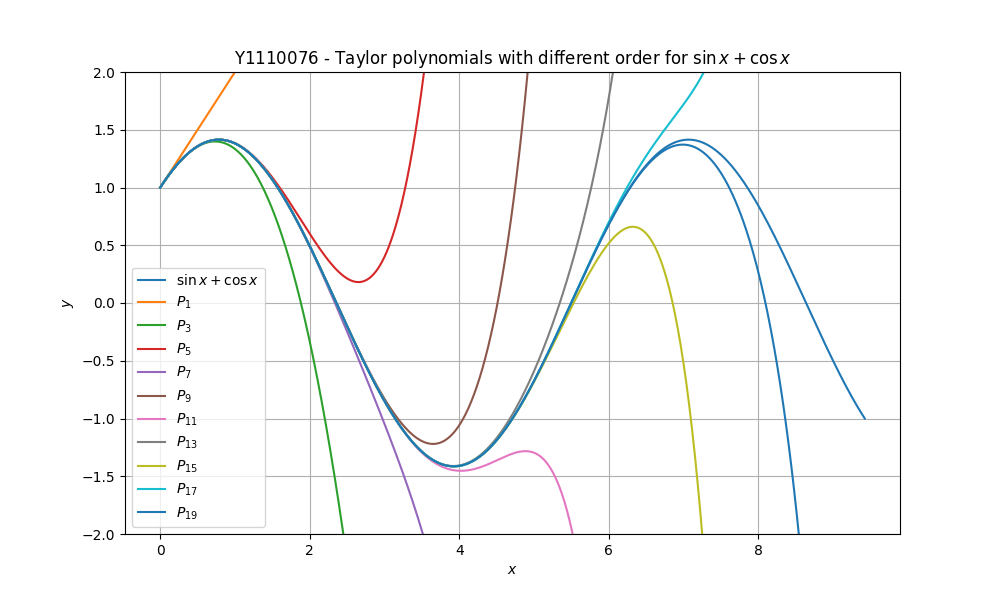 Y1110076 - Taylor polynomials with different order for sin x + cos x
2.0
1.5
1.0
0.5
0.0
−0.5
−1.0
−1.5
−2.0
y
sin x + cos x
P₁
P₃
P₅
P₇
P₉
P₁₁
P₁₃
P₁₅
P₁₇
P₁₉
0 2 4 6 8
x